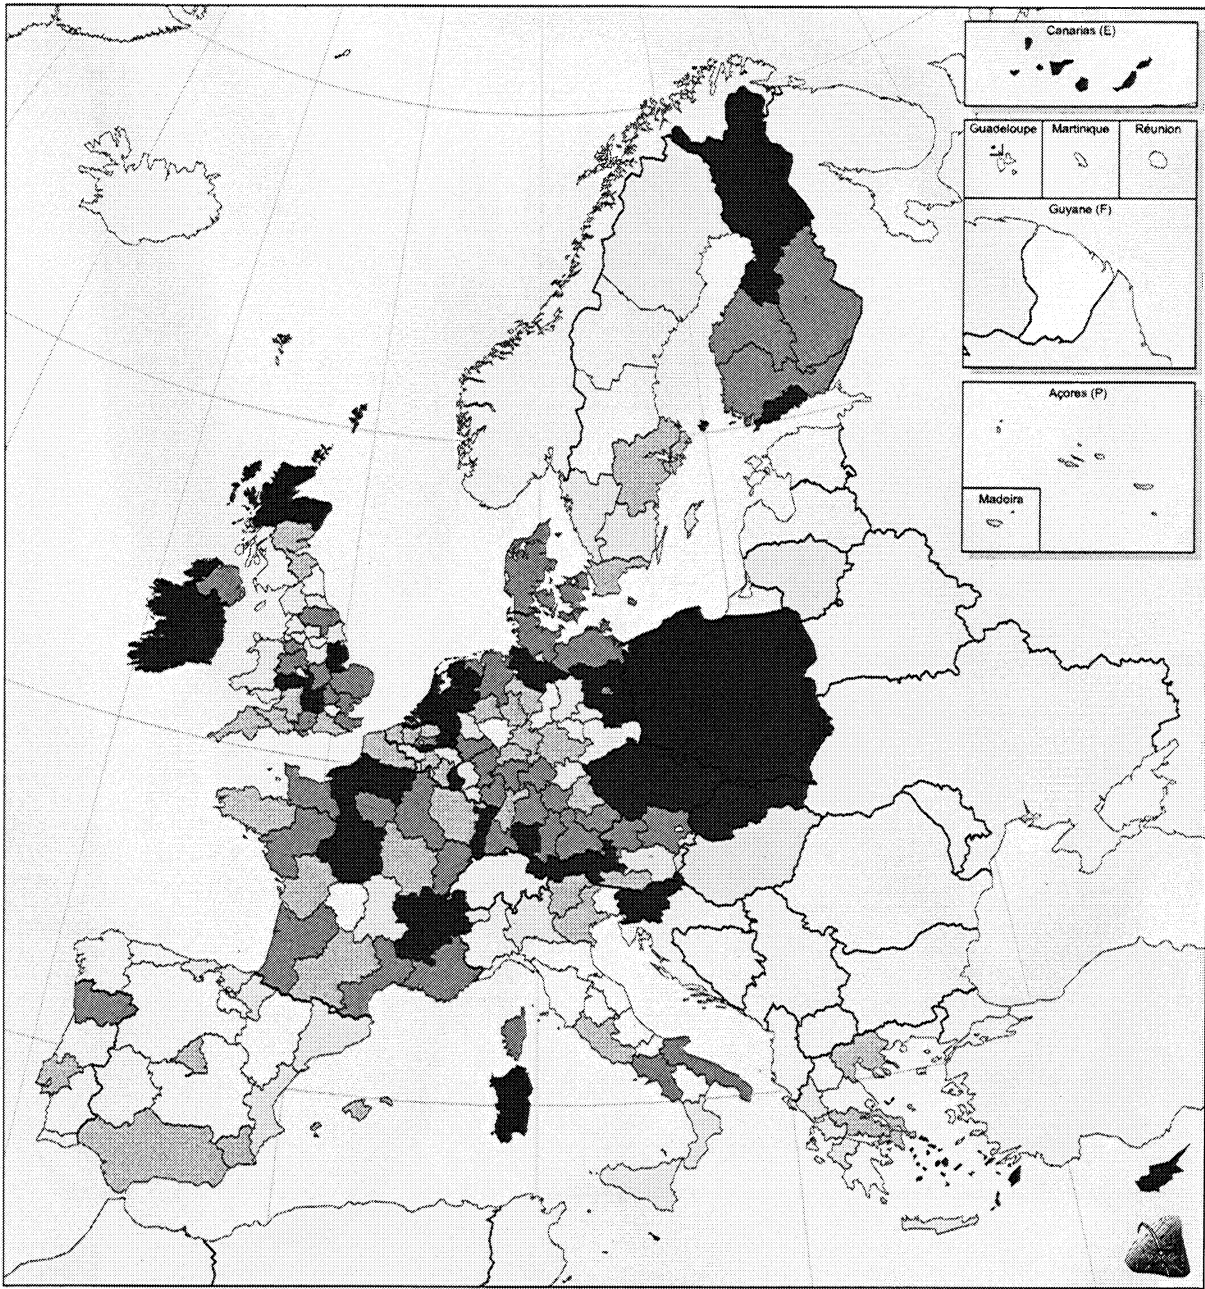 Canarias (E)
Guadeloupe
Martinique
Réunion
Guyane (F)
Açores (P)
Madeira